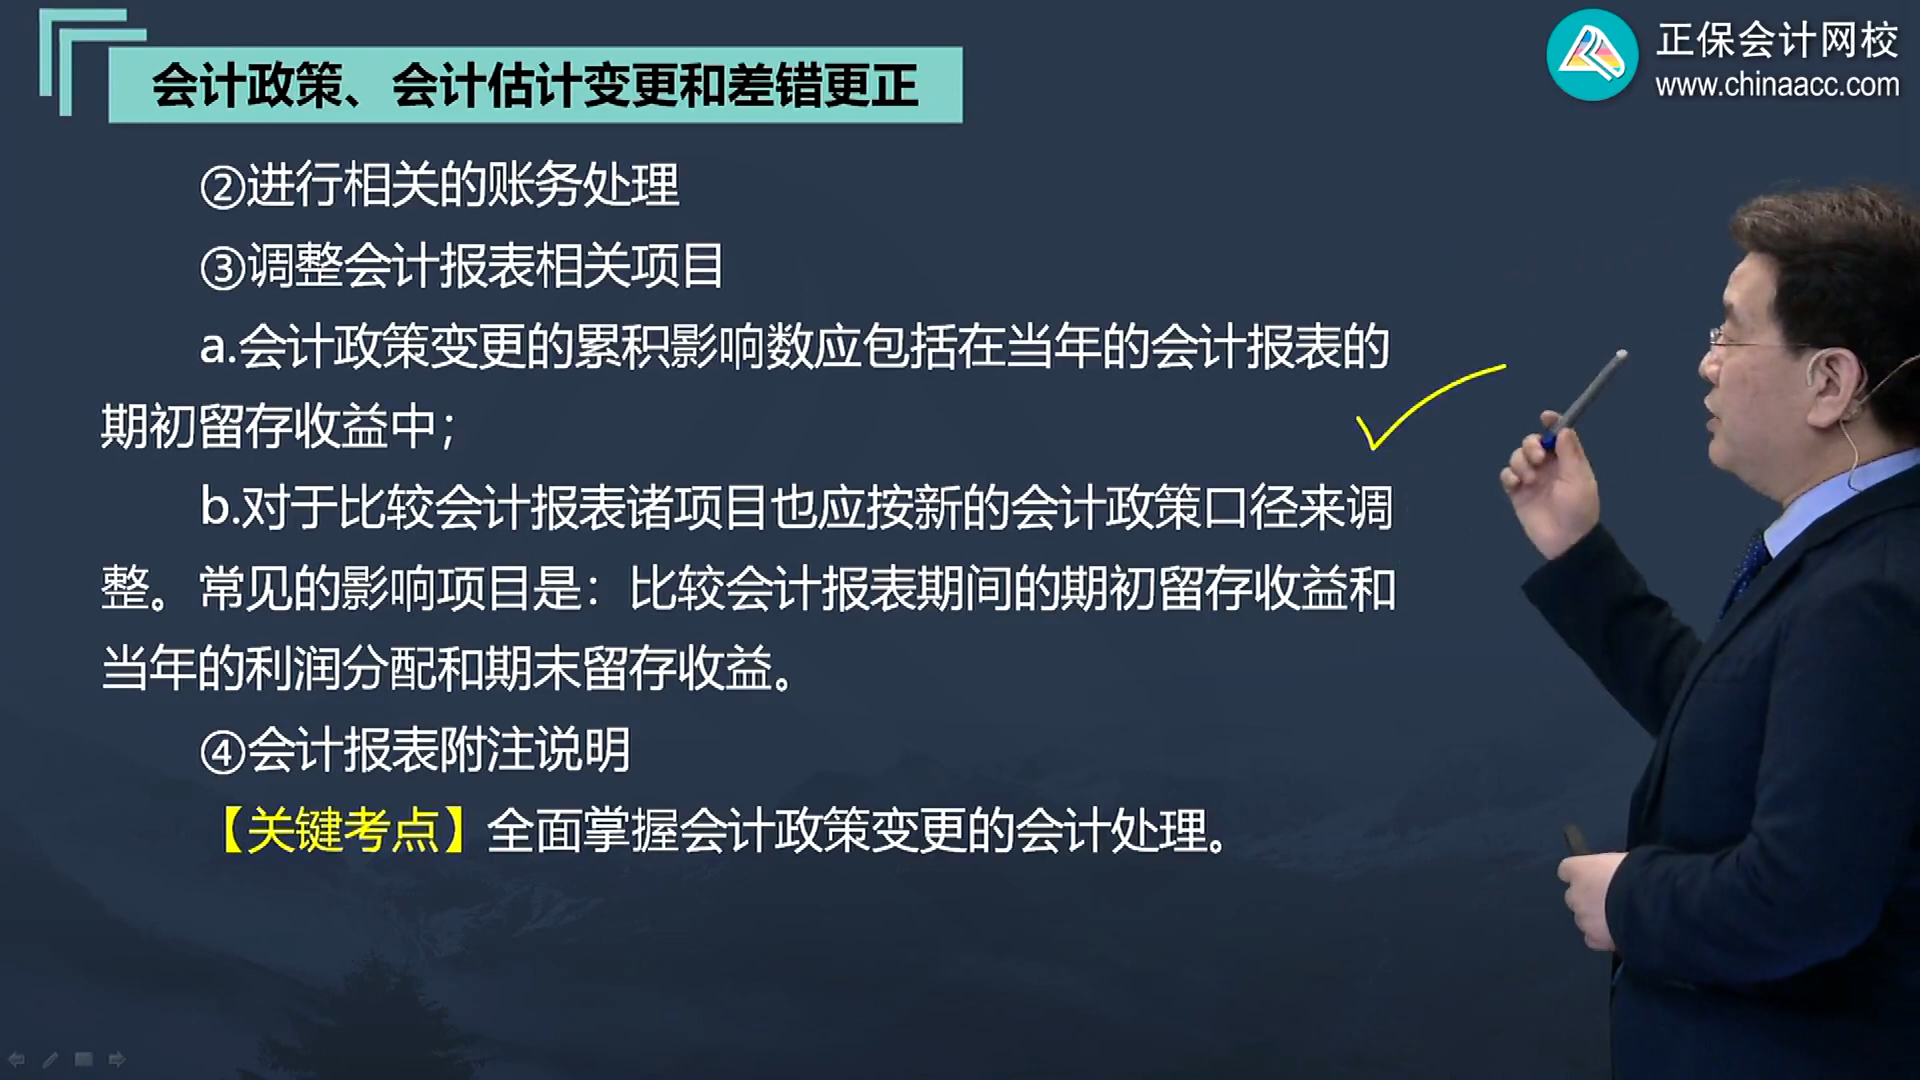 正保会计网校
www.chinaacc.com
会计政策、会计估计变更和差错更正
②进行相关的账务处理
③调整会计报表相关项目
a.会计政策变更的累积影响数应包括在当年的会计报表的
期初留存收益中；
b.对于比较会计报表诸项目也应按新的会计政策口径来调
整。常见的影响项目是：比较会计报表期间的期初留存收益和
当年的利润分配和期末留存收益。
④会计报表附注说明
【关键考点】全面掌握会计政策变更的会计处理。